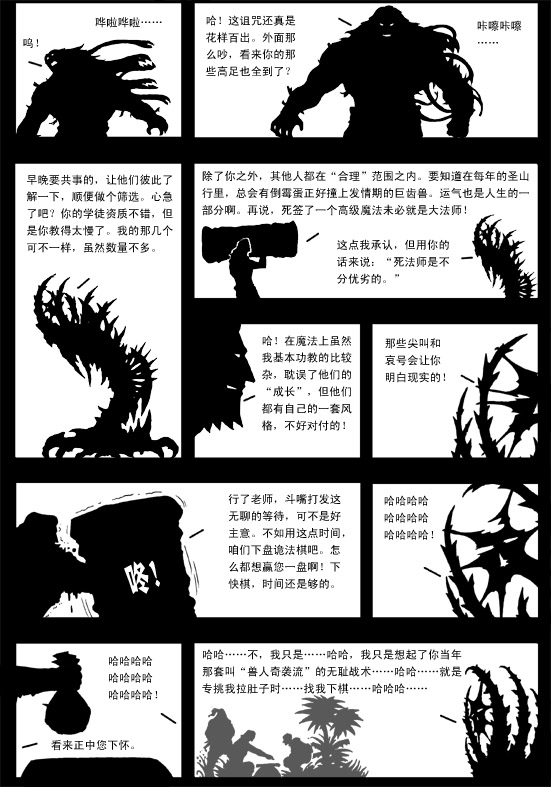 哗啦哗啦……
呜！
哈！这诅咒还真是
花样百出。外面那
么吵，看来你的那
些高足也全到了？
咔嚓咔嚓
……
早晚要共事的，让他们彼此了
解一下，顺便做个筛选。心急
了吧？你的学徒资质不错，但
是你教得太慢了。我的那几个
可不一样，虽然数量不多。
除了你之外，其他人都在“合理”范围之内。要知道在每年的圣山
行里，总会有倒霉蛋正好撞上发情期的巨齿兽。运气也是人生的一
部分啊。再说，死签了一个高级魔法未必就是大法师！
这点我承认，但用你的
话来说：“死法师是不
分优劣的。”
哈！在魔法上虽然
我基本功教的比较
杂，耽误了他们的
“成长”，但他们
都有自己的一套风
格，不好对付的！
那些尖叫和
哀号会让你
明白现实的！
行了老师，斗嘴打发这
无聊的等待，可不是好
主意。不如用这点时间，
咱们下盘诡法棋吧。怎
么都想赢您一盘啊！下
快棋，时间还是够的。
咚！
哈哈哈哈
哈哈哈哈
哈哈哈哈！
哈哈哈哈
哈哈哈哈
哈哈哈哈！
看来正中您下怀。
哈哈……不，我只是……哈哈，我只是想起了你当年
那套叫“兽人奇袭流”的无耻战术……哈哈……就是
专挑我拉肚子时……找我下棋……哈哈哈……